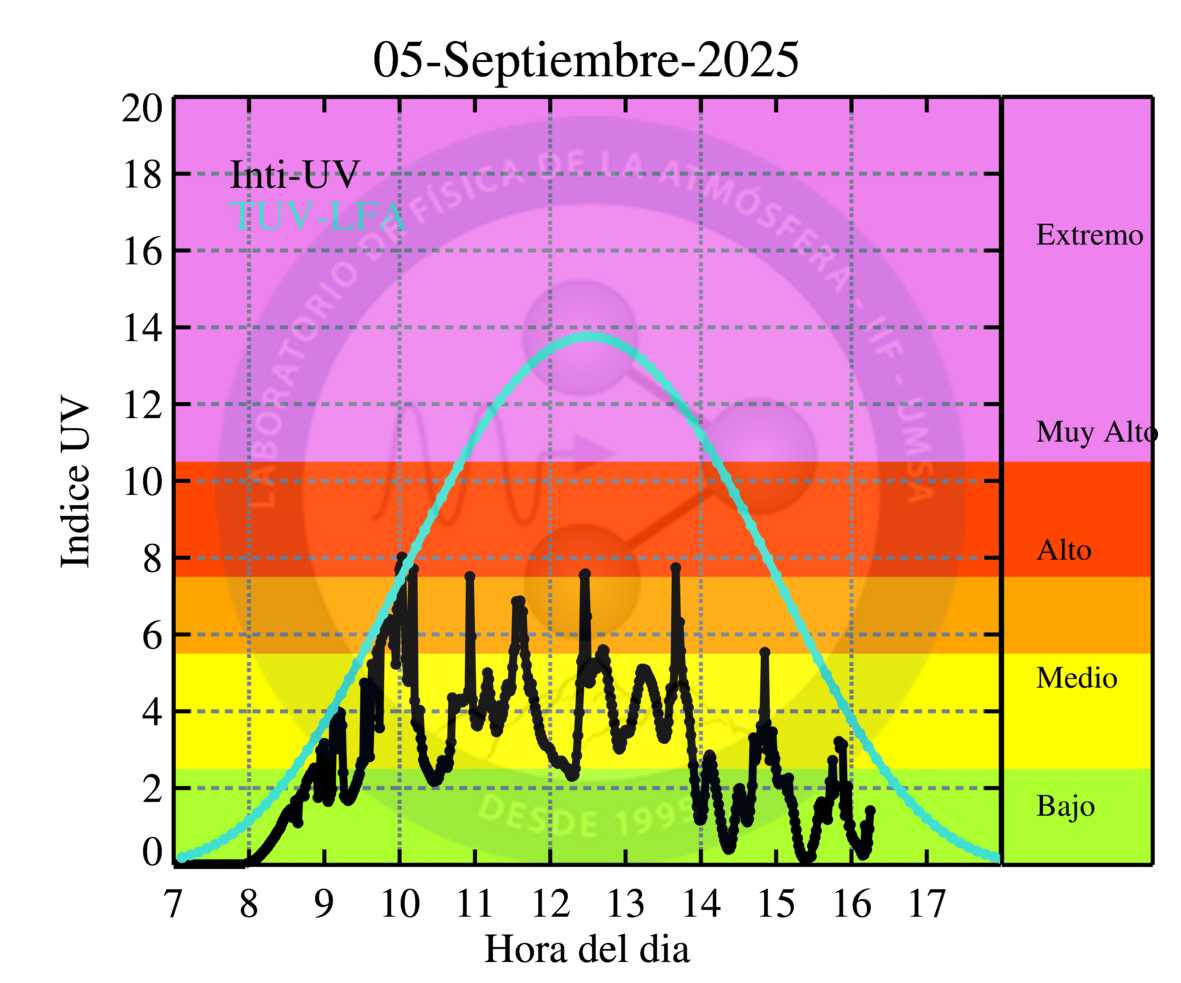 05-Septiembre-2025
20
18
16
14
12
10
8
6
4
2
0
Indice UV
Inti-UV
TUV-LFA
LABORATORIO DE FÍSICA DE LA ATMÓSFERA - IIF - UMSA
DESDE 1995
Extremo
Muy Alto
Alto
Medio
Bajo
7 8 9 10 11 12 13 14 15 16 17
Hora del dia